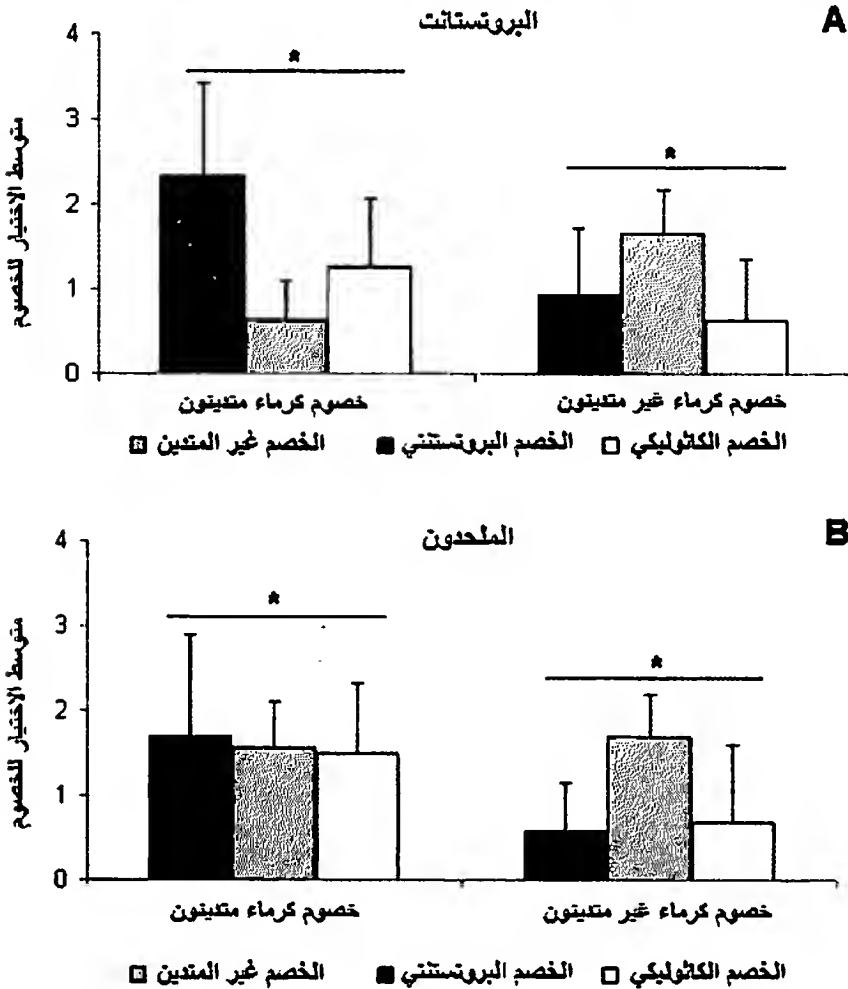 البروتستانت
A
*
*
4
3
2
1
0
متوسط الاختيار للخصوم
خصوم كرماء متدينون
خصوم كرماء غير متدينون
الخصم غير المتدين
الخصم البروتستنتي
الخصم الكاثوليكي
الملحدون
B
*
*
4
3
2
1
0
متوسط الاختيار للخصوم
خصوم كرماء متدينون
خصوم كرماء غير متدينون
الخصم غير المتدين
الخصم البروتستنتي
الخصم الكاثوليكي